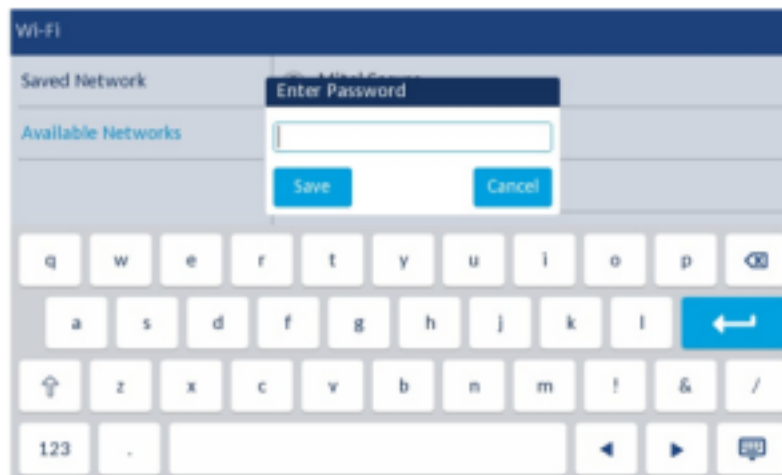 Wi-Fi
Saved Network
Enter Password
Available Networks
Save Cancel
q w e r t y u i o p
a s d f g h j k l
z x c v b n m ! & /
123 .